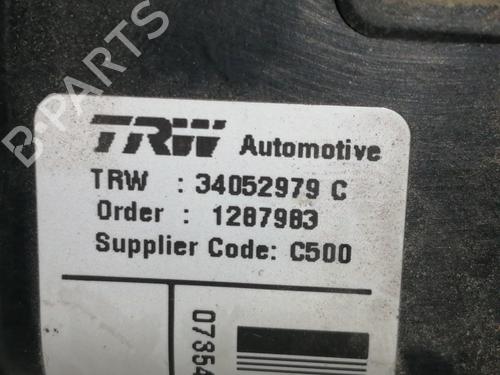 TRW Automotive
TRW : 34052979 C
Order : 1287983
Supplier Code: C500
07354
B-PARTS